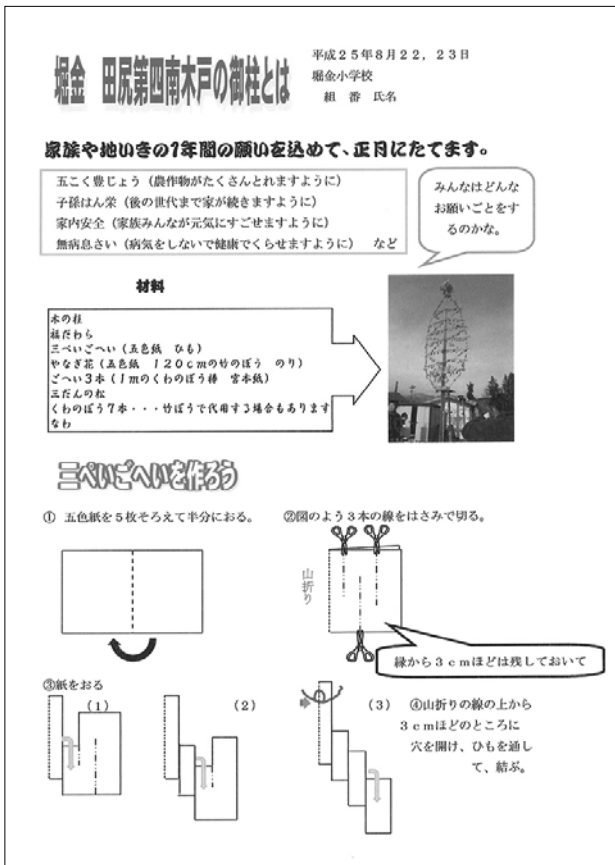 堀金　田尻第四南木戸の御柱とは
平成２５年８月２２，２３日
堀金小学校
組　番　氏名
家族や地いきの1年間の願いを込めて、正月にたてます。
五こく豊じょう（農作物がたくさんとれますように）
子孫はん栄（後の世代まで家が続きますように）
家内安全（家族みんなが元気にすごせますように）
無病息さい（病気をしないで健康でくらせますように）　など
みんなはどんな
お願いごとをす
るのかな。
材料
木の柱
福だわら
三ぺいごへい（五色紙　ひも）
やなぎ花（五色紙　１２０ｃｍの竹のぼう　のり）
ごへい３本（１ｍのくわのぼう棒　宮本紙）
三だんの松
くわのぼう７本・・・竹ぼうで代用する場合もあります
なわ
三ぺいごへいを作ろう
①　五色紙を５枚そろえて半分におる。
②図のよう３本の線をはさみで切る。
山折り
縁から３ｃｍほどは残しておいて
③紙をおる
（１）
（２）
（３）　④山折りの線の上から
３ｃｍほどのところに
穴を開け、ひもを通し
て、結ぶ。